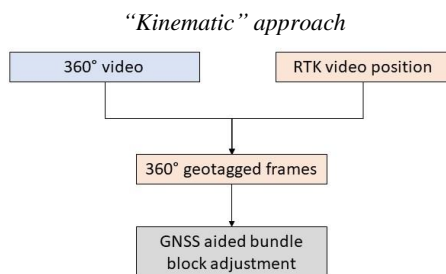 “Kinematic” approach
360° video
RTK video position
360° geotagged frames
GNSS aided bundle
block adjustment